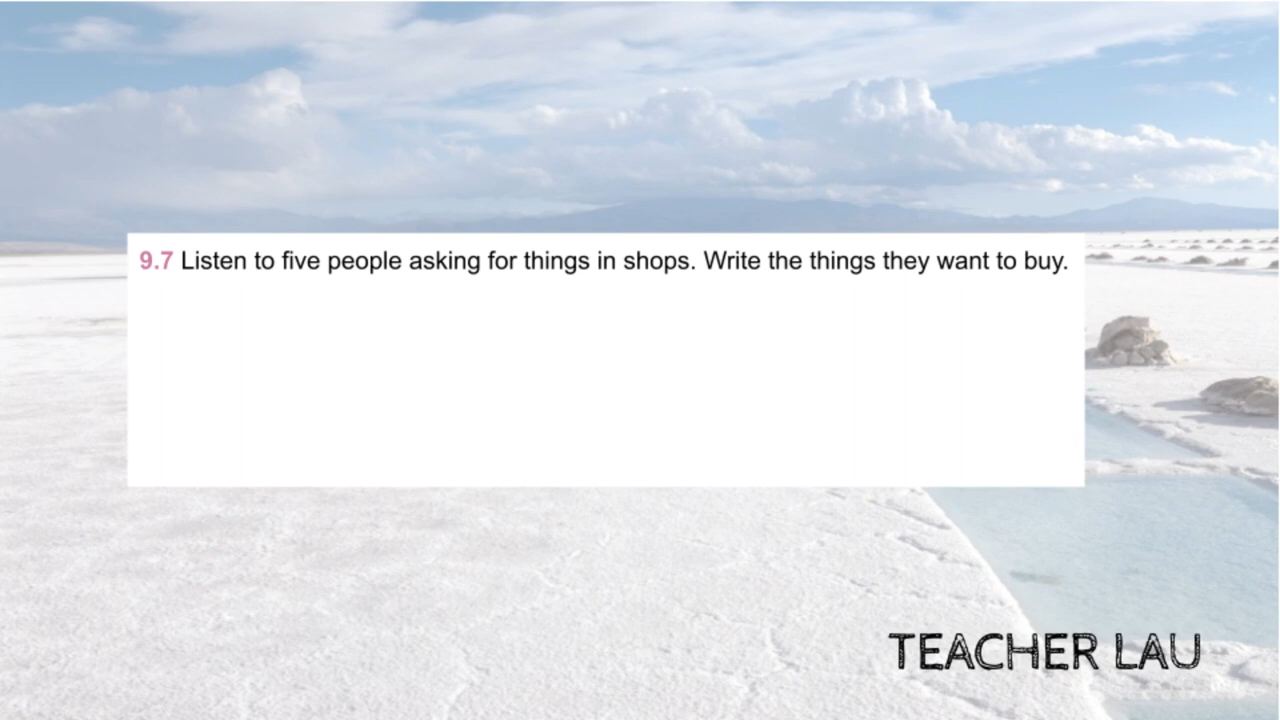 9.7 Listen to five people asking for things in shops. Write the things they want to buy.
TEACHER LAU